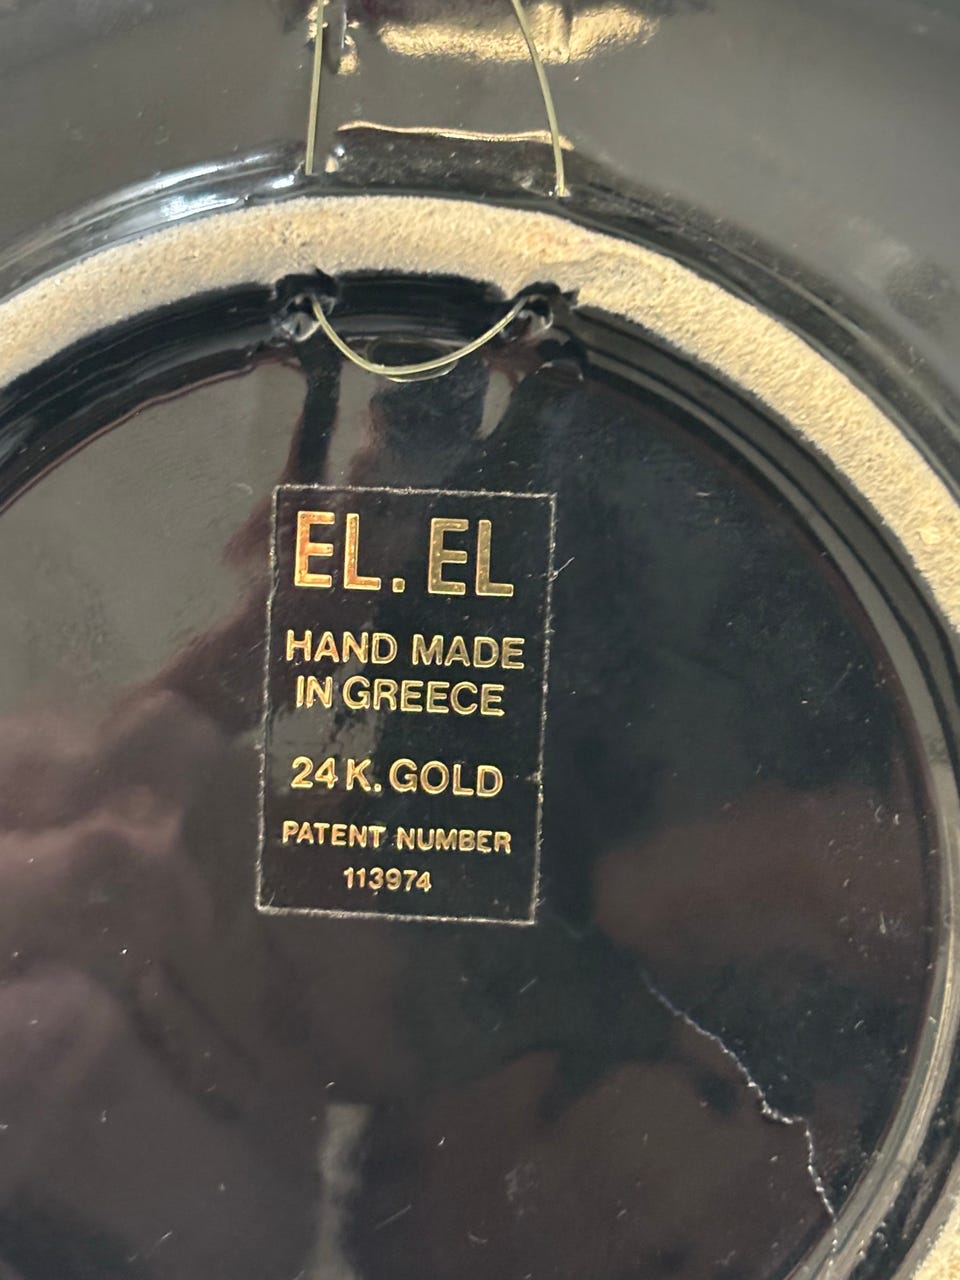 EL. EL
HAND MADE
IN GREECE
24 K. GOLD
PATENT NUMBER
113974